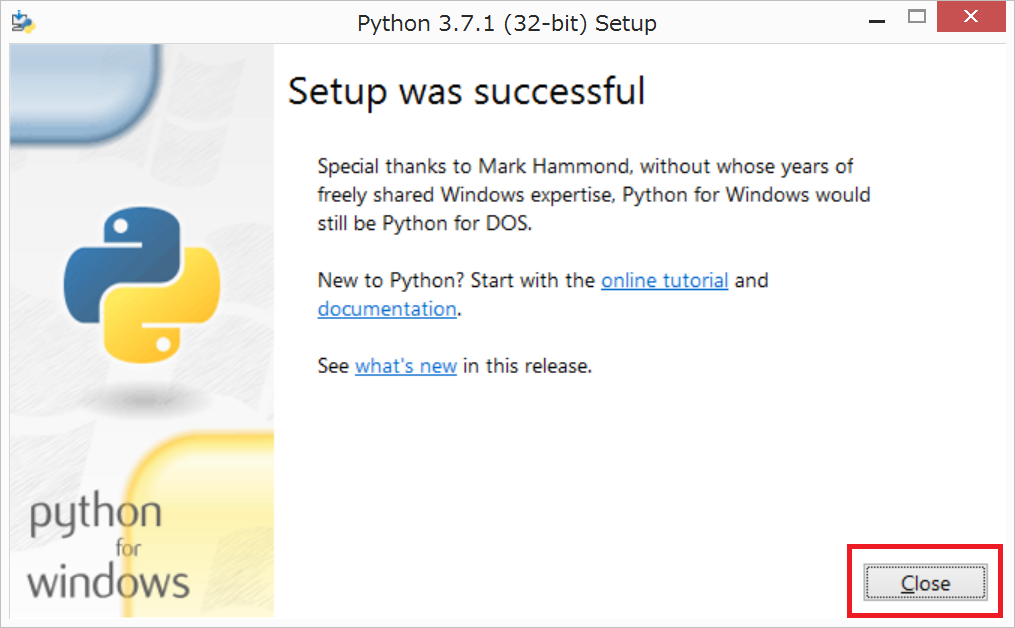 Python 3.7.1 (32-bit) Setup
Setup was successful
Special thanks to Mark Hammond, without whose years of
freely shared Windows expertise, Python for Windows would
still be Python for DOS.
New to Python? Start with the online tutorial and
documentation.
See what's new in this release.
python
for
windows
Close